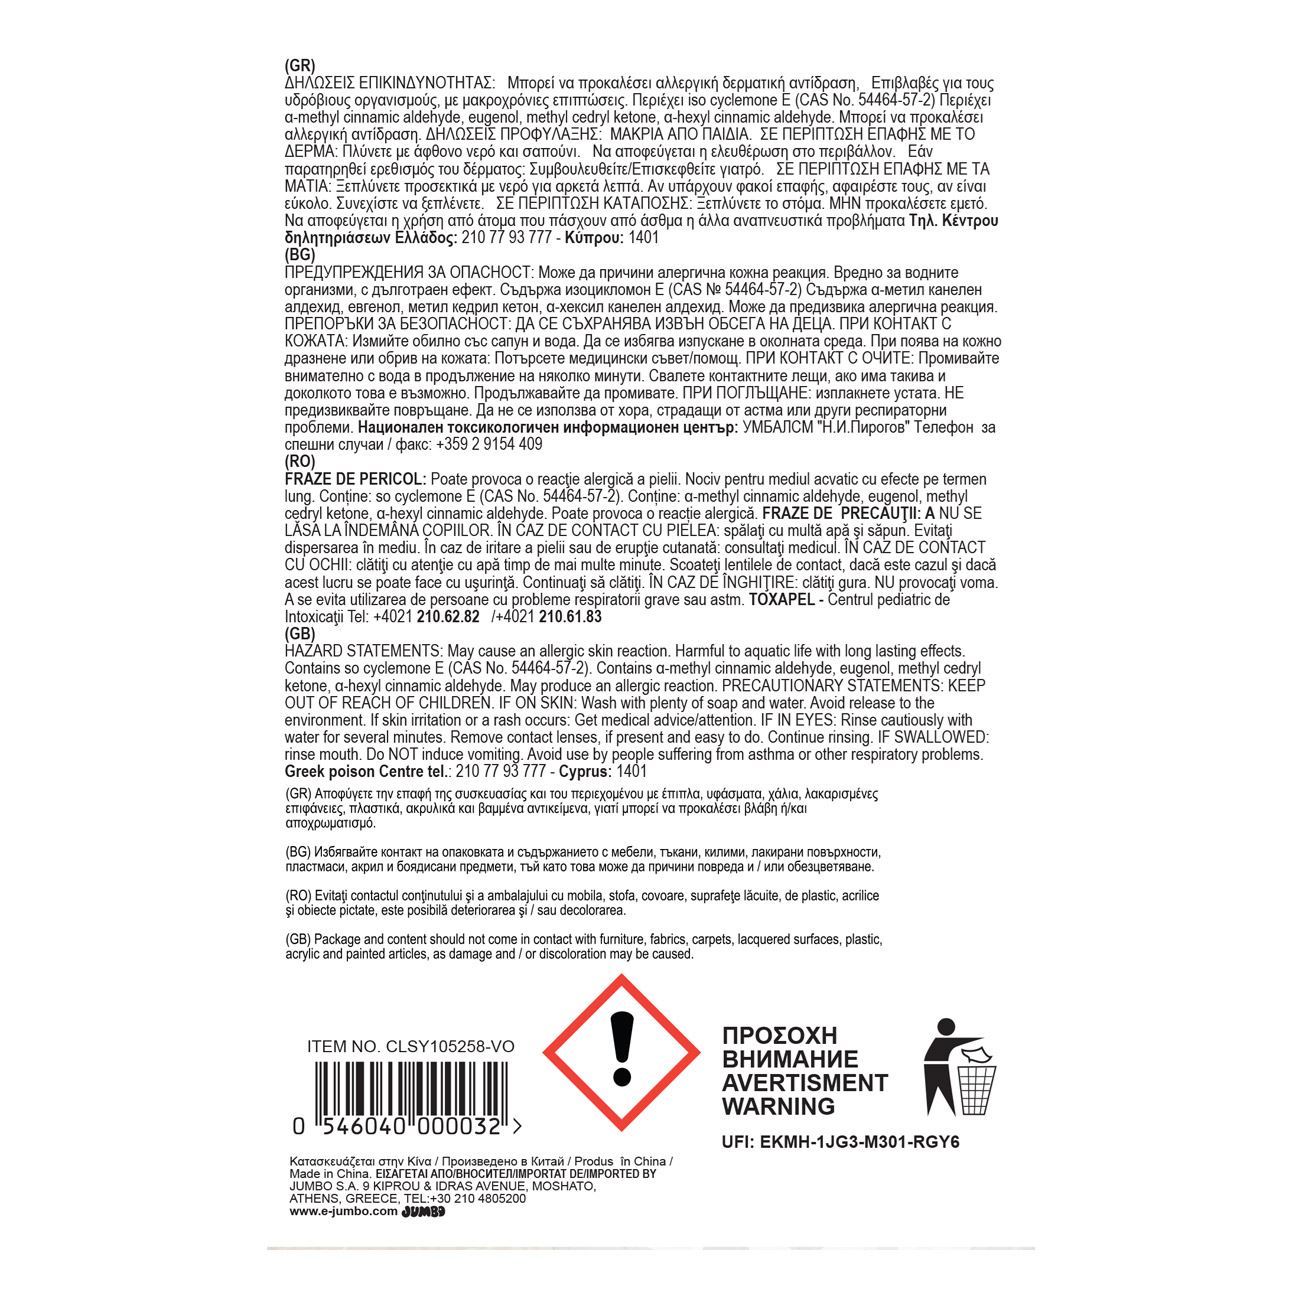 (GR)
ΔΗΛΩΣΕΙΣ ΕΠΙΚΙΝΔΥΝΟΤΗΤΑΣ: Μπορεί να προκαλέσει αλλεργική δερματική αντίδραση, Επιβλαβές για τους
υδρόβιους οργανισμούς, με μακροχρόνιες επιπτώσεις. Περιέχει iso cyclemone E (CAS No. 54464-57-2) Περιέχει
α-methyl cinnamic aldehyde, eugenol, methyl cedryl ketone, α-hexyl cinnamic aldehyde. Μπορεί να προκαλέσει
αλλεργική αντίδραση. ΔΗΛΩΣΕΙΣ ΠΡΟΦΥΛΑΞΗΣ: ΜΑΚΡΙΑ ΑΠΟ ΠΑΙΔΙΑ. ΣΕ ΠΕΡΙΠΤΩΣΗ ΕΠΑΦΗΣ ΜΕ ΤΟ
ΔΕΡΜΑ: Πλύνετε με άφθονο νερό και σαπούνι. Να αποφεύγεται η ελευθέρωση στο περιβάλλον. Εάν
παρατηρηθεί ερεθισμός του δέρματος: Συμβουλευθείτε/Επισκεφθείτε γιατρό. ΣΕ ΠΕΡΙΠΤΩΣΗ ΕΠΑΦΗΣ ΜΕ ΤΑ
ΜΑΤΙΑ: Ξεπλύνετε προσεκτικά με νερό για αρκετά λεπτά. Αν υπάρχουν φακοί επαφής, αφαιρέστε τους, αν είναι
εύκολο. Συνεχίστε να ξεπλένετε. ΣΕ ΠΕΡΙΠΤΩΣΗ ΚΑΤΑΠΟΣΗΣ: Ξεπλύνετε το στόμα. ΜΗΝ προκαλέσετε εμετό.
Να αποφεύγεται η χρήση από άτομα που πάσχουν από άσθμα η άλλα αναπνευστικά προβλήματα Τηλ. Κέντρου
δηλητηριάσεων Ελλάδος: 210 77 93 777 - Κύπρου: 1401
(BG)
ПРЕДУПРЕЖДЕНИЯ ЗА ОПАСНОСТ: Може да причини алергична кожна реакция. Вредно за водните
организми, с дълготраен ефект. Съдържа изоцикломон Е (CAS № 54464-57-2) Съдържа α-метил канелен
алдехид, евгенол, метил кедрил кетон, α-хексил канелен алдехид. Може да предизвика алергична реакция.
ПРЕПОРЪКИ ЗА БЕЗОПАСНОСТ: ДА СЕ СЪХРАНЯВА ИЗВЪН ОБСЕГА НА ДЕЦА. ПРИ КОНТАКТ С
КОЖАТА: Измийте обилно със сапун и вода. Да се избягва изпускане в околната среда. При поява на кожно
дразнене или обрив на кожата: Потърсете медицински съвет/помощ. ПРИ КОНТАКТ С ОЧИТЕ: Промивайте
внимателно с вода в продължение на няколко минути. Свалете контактните лещи, ако има такива и
доколкото това е възможно. Продължавайте да промивате. ПРИ ПОГЛЪЩАНЕ: изплакнете устата. НЕ
предизвиквайте повръщане. Да не се използва от хора, страдащи от астма или други респираторни
проблеми. Национален токсикологичен информационен център: УМБАЛСМ "Н.И.Пирогов" Телефон за
спешни случаи / факс: +359 2 9154 409
(RO)
FRAZE DE PERICOL: Poate provoca o reacţie alergică a pielii. Nociv pentru mediul acvatic cu efecte pe termen
lung. Conține: so cyclemone E (CAS No. 54464-57-2). Conține: α-methyl cinnamic aldehyde, eugenol, methyl
cedryl ketone, α-hexyl cinnamic aldehyde. Poate provoca o reacție alergică. FRAZE DE PRECAUŢII: A NU SE
LĂSA LA ÎNDEMÂNA COPIILOR. ÎN CAZ DE CONTACT CU PIELEA: spălaţi cu multă apă şi săpun. Evitaţi
dispersarea în mediu. În caz de iritare a pielii sau de erupţie cutanată: consultaţi medicul. ÎN CAZ DE CONTACT
CU OCHII: clătiţi cu atenţie cu apă timp de mai multe minute. Scoateţi lentilele de contact, dacă este cazul şi dacă
acest lucru se poate face cu uşurinţă. Continuaţi să clătiţi. ÎN CAZ DE ÎNGHIŢIRE: clătiţi gura. NU provocaţi voma.
A se evita utilizarea de persoane cu probleme respiratorii grave sau astm. TOXAPEL - Centrul pediatric de
Intoxicaţii Tel: +4021 210.62.82 /+4021 210.61.83
(GB)
HAZARD STATEMENTS: May cause an allergic skin reaction. Harmful to aquatic life with long lasting effects.
Contains so cyclemone E (CAS No. 54464-57-2). Contains α-methyl cinnamic aldehyde, eugenol, methyl cedryl
ketone, α-hexyl cinnamic aldehyde. May produce an allergic reaction. PRECAUTIONARY STATEMENTS: KEEP
OUT OF REACH OF CHILDREN. IF ON SKIN: Wash with plenty of soap and water. Avoid release to the
environment. If skin irritation or a rash occurs: Get medical advice/attention. IF IN EYES: Rinse cautiously with
water for several minutes. Remove contact lenses, if present and easy to do. Continue rinsing. IF SWALLOWED:
rinse mouth. Do NOT induce vomiting. Avoid use by people suffering from asthma or other respiratory problems.
Greek poison Centre tel.: 210 77 93 777 - Cyprus: 1401
(GR) Αποφύγετε την επαφή της συσκευασίας και του περιεχομένου με έπιπλα, υφάσματα, χάλια, λακαρισμένες
επιφάνειες, πλαστικά, ακρυλικά και βαμμένα αντικείμενα, γιατί μπορεί να προκαλέσει βλάβη ή/και
αποχρωματισμό.
(BG) Избягвайте контакт на опаковката и съдържанието с мебели, тъкани, килими, лакирани повърхности,
пластмаси, акрил и боядисани предмети, тъй като това може да причини повреда и / или обезцветяване.
(RO) Evitaţi contactul conţinutului şi a ambalajului cu mobila, stofa, covoare, suprafeţe lăcuite, de plastic, acrilice
şi obiecte pictate, este posibilă deteriorarea şi / sau decolorarea.
(GB) Package and content should not come in contact with furniture, fabrics, carpets, lacquered surfaces, plastic,
acrylic and painted articles, as damage and / or discoloration may be caused.
ITEM NO. CLSY105258-VO
0 546040 000032 >
ΠΡΟΣΟΧΗ
ВНИМАНИЕ
AVERTISMENT
WARNING
UFI: EKMH-1JG3-M301-RGY6
Κατασκευάζεται στην Κίνα / Произведено в Китай / Produs în China /
Made in China. ΕΙΣΑΓΕΤΑΙ ΑΠΟ/ВНОСИТЕЛ/IMPORTAT DE/IMPORTED BY
JUMBO S.A. 9 KIPROU & IDRAS AVENUE, MOSHATO,
ATHENS, GREECE, TEL:+30 210 4805200
www.e-jumbo.com JUMBO